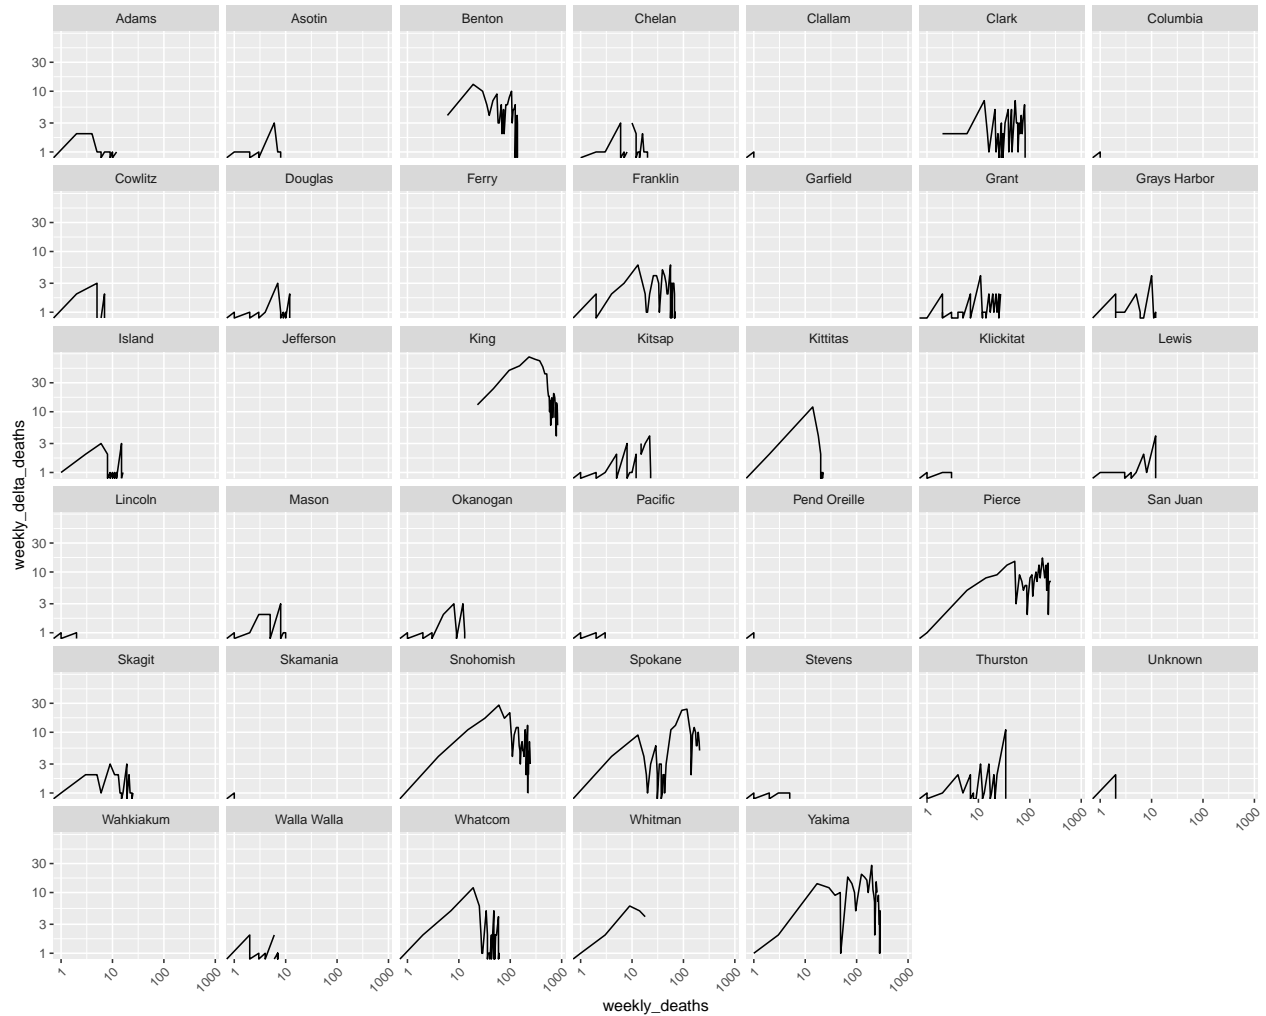 Adams Asotin Benton Chelan Clallam Clark Columbia
30
10
3
1
Cowlitz Douglas Ferry Franklin Garfield Grant Grays Harbor
30
10
3
1
Island Jefferson King Kitsap Kittitas Klickitat Lewis
30
10
3
1
weekly_delta_deaths
Lincoln Mason Okanogan Pacific Pend Oreille Pierce San Juan
30
10
3
1
Skagit Skamania Snohomish Spokane Stevens Thurston Unknown
30
10
3
1
1 10 100 1000 1 10 100 1000
Wahkiakum Walla Walla Whatcom Whitman Yakima
30
10
3
1
1 10 100 1000 1 10 100 1000 1 10 100 1000 1 10 100 1000 1 10 100 1000
weekly_deaths